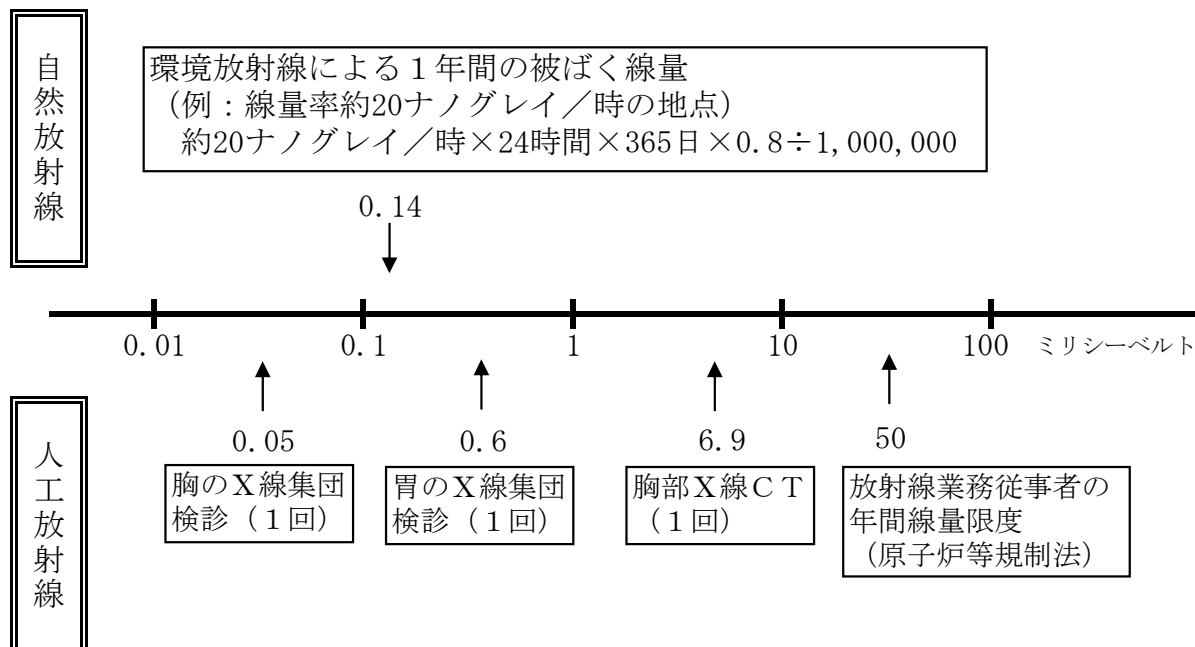 自然放射線
環境放射線による１年間の被ばく線量
（例：線量率約20ナノグレイ／時の地点）
約20ナノグレイ／時×24時間×365日×0.8÷1,000,000
0.14
0.01 0.1 1 10 100 ミリシーベルト
人工放射線
0.05 0.6 6.9 50
胸のＸ線集団
検診（１回）
胃のＸ線集団
検診（１回）
胸部Ｘ線ＣＴ
（１回）
放射線業務従事者の
年間線量限度
（原子炉等規制法）